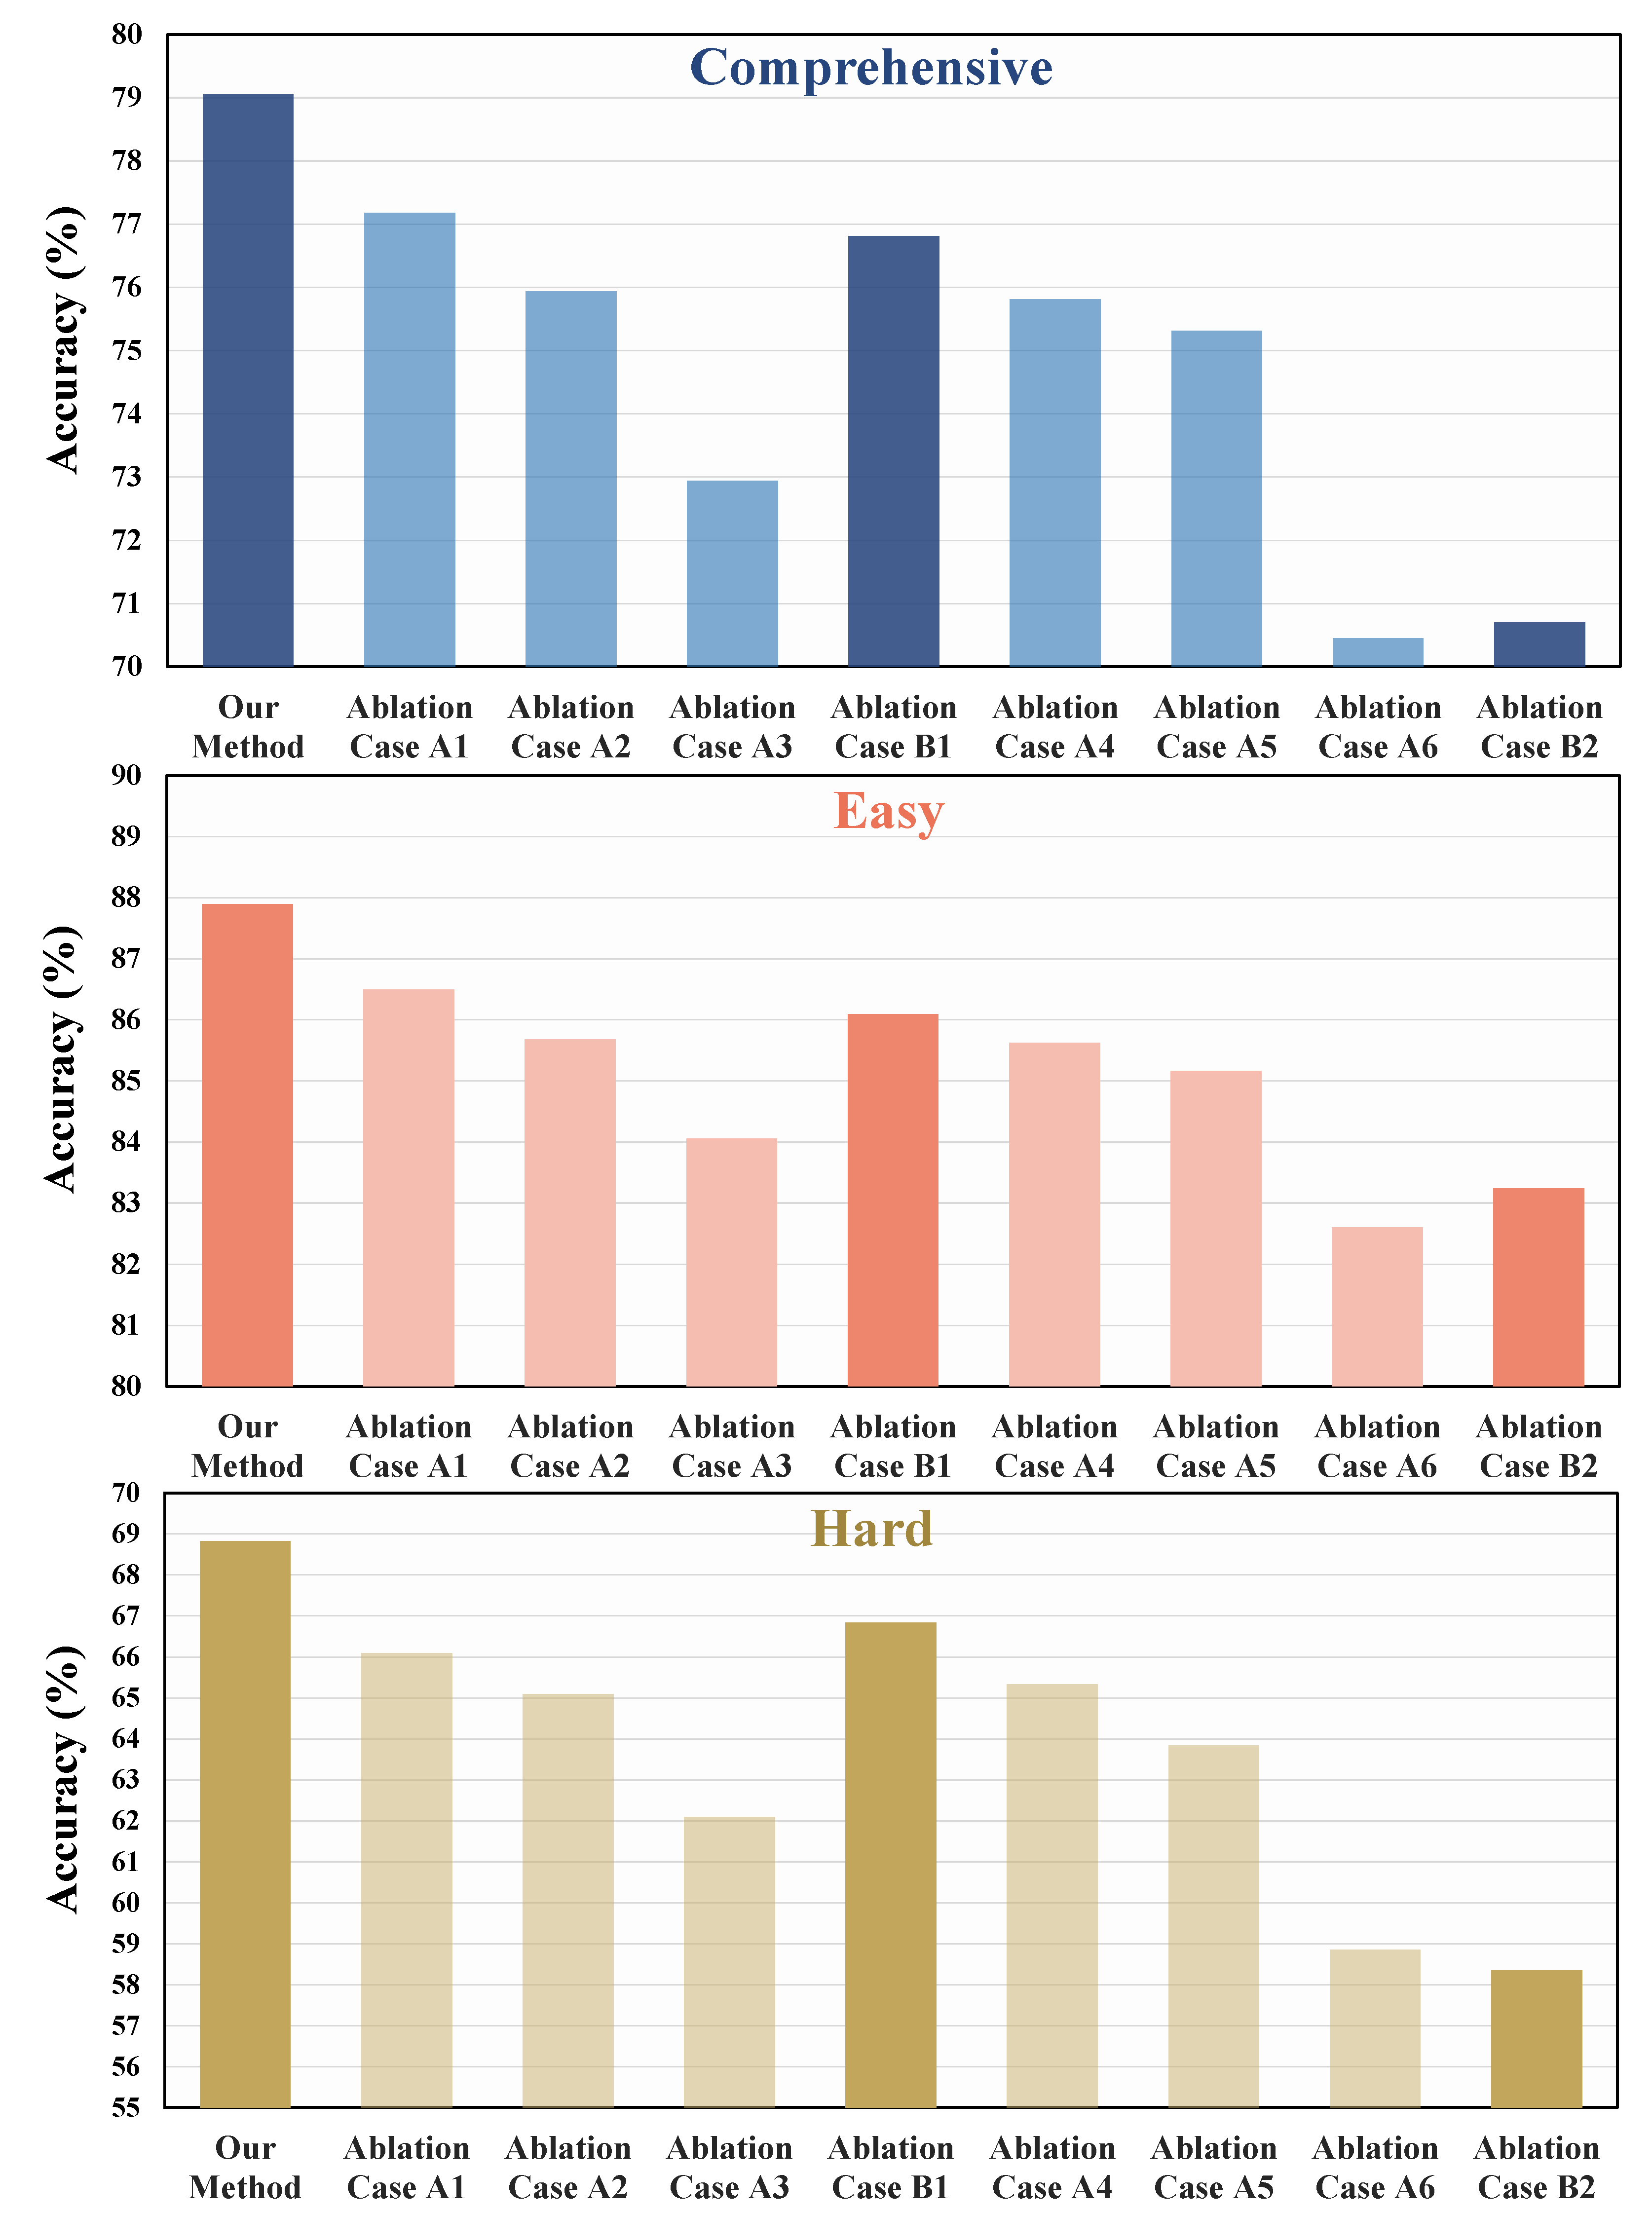 Comprehensive
Accuracy (%)
80
79
78
77
76
75
74
73
72
71
70
Our Method
Ablation Case A1
Ablation Case A2
Ablation Case A3
Ablation Case B1
Ablation Case A4
Ablation Case A5
Ablation Case A6
Ablation Case B2
Easy
Accuracy (%)
90
89
88
87
86
85
84
83
82
81
80
Our Method
Ablation Case A1
Ablation Case A2
Ablation Case A3
Ablation Case B1
Ablation Case A4
Ablation Case A5
Ablation Case A6
Ablation Case B2
Hard
Accuracy (%)
70
69
68
67
66
65
64
63
62
61
60
59
58
57
56
55
Our Method
Ablation Case A1
Ablation Case A2
Ablation Case A3
Ablation Case B1
Ablation Case A4
Ablation Case A5
Ablation Case A6
Ablation Case B2